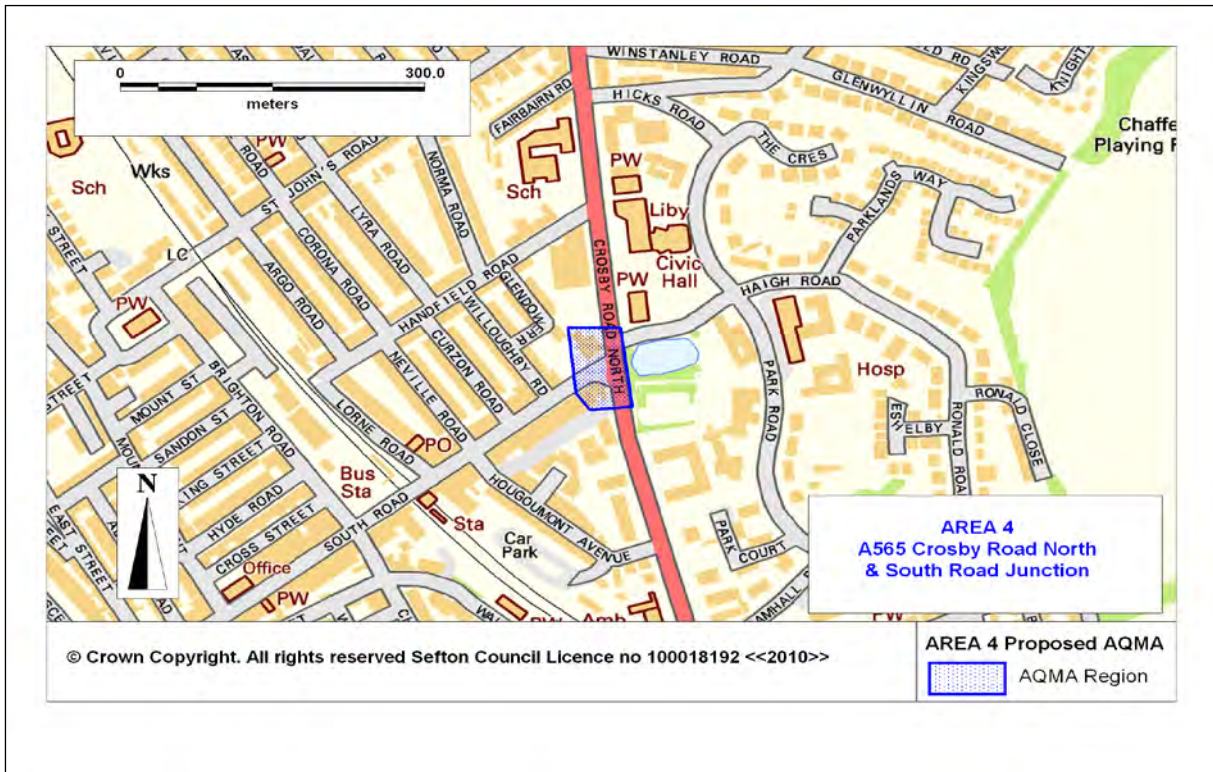 0 300.0
meters
WINSTANLEY ROAD
GLENWYLLIN ROAD
HICKS ROAD
FAIRBAIRN RD
THE CRES
Chaffe
Playing F
PW
Sch
Wks
ROAD
ST JOHN'S ROAD
NORMA ROAD
Sch
PW
Liby
Civic
Hall
PW
PARKLANDS WAY
STREET
LC
LYRA ROAD
CORONA ROAD
ARGO ROAD
HANDFIELD ROAD
GLENDOWER
WILLOUGHBY RD
CROSBY ROAD NORTH
HAIGH ROAD
PW
CURZON ROAD
NEVILLE ROAD
LORNE ROAD
BRIGHTON ROAD
STREET
MOUNT ST
SANDON ST
PARK ROAD
Hosp
RONALD CLOSE
ELBY
RONALD ROAD
PO
Bus
Sta
HYDE ROAD
CROSS STREET
SOUTH ROAD
Sta
HOUGOUMONT AVENUE
Car
Park
PARK COURT
EAST STREET
Office
PW
N
Amb
PW
AREA 4
A565 Crosby Road North
& South Road Junction
© Crown Copyright. All rights reserved Sefton Council Licence no 100018192 <<2010>>
AREA 4 Proposed AQMA
AQMA Region